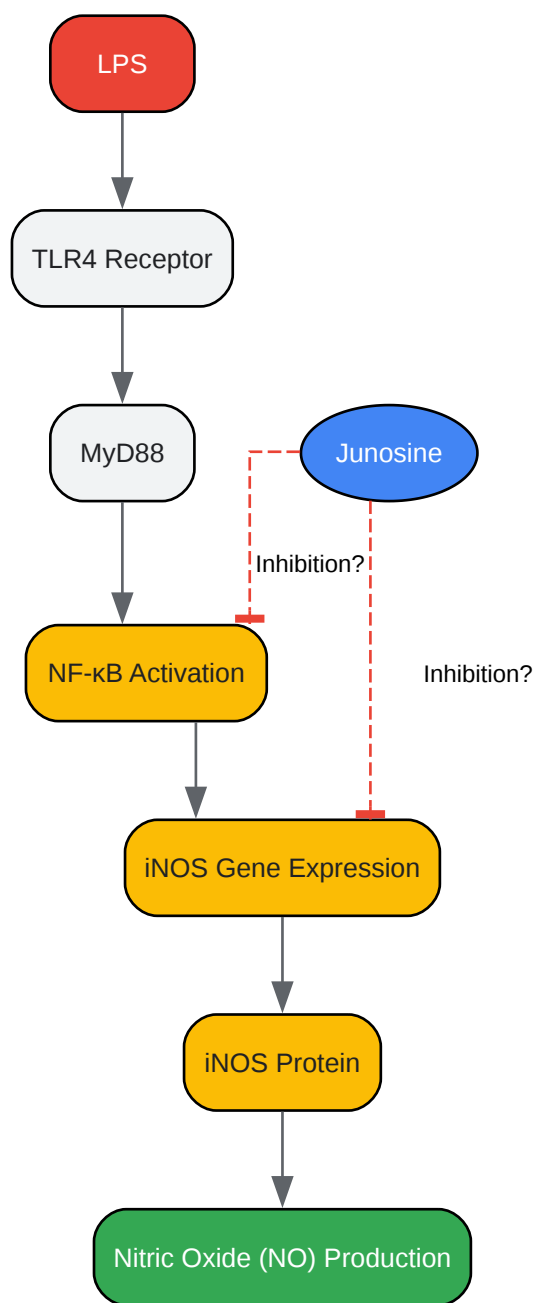 LPS
TLR4 Receptor
MyD88
Junosine
Inhibition?
NF-κB Activation
Inhibition?
iNOS Gene Expression
iNOS Protein
Nitric Oxide (NO) Production